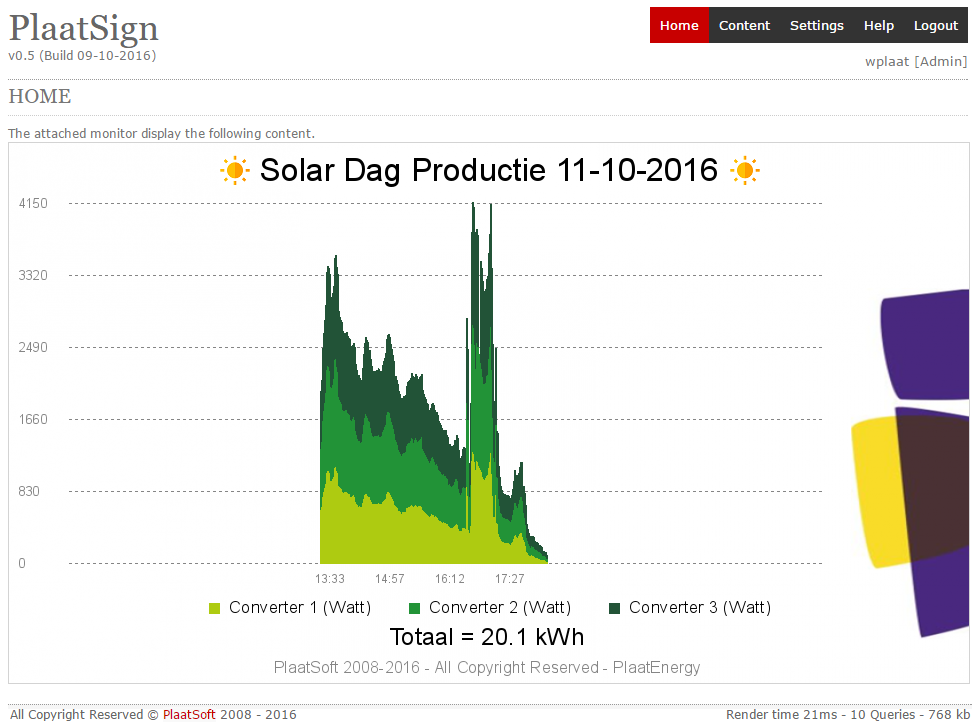 PlaatSign
v0.5 (Build 09-10-2016)
Home Content Settings Help Logout
wplaat [Admin]
HOME
The attached monitor display the following content.
Solar Dag Productie 11-10-2016
4150
3320
2490
1660
830
0
13:33 14:57 16:12 17:27
Converter 1 (Watt) Converter 2 (Watt) Converter 3 (Watt)
Totaal = 20.1 kWh
PlaatSoft 2008-2016 - All Copyright Reserved - PlaatEnergy
All Copyright Reserved © PlaatSoft 2008 - 2016
Render time 21ms - 10 Queries - 768 kb